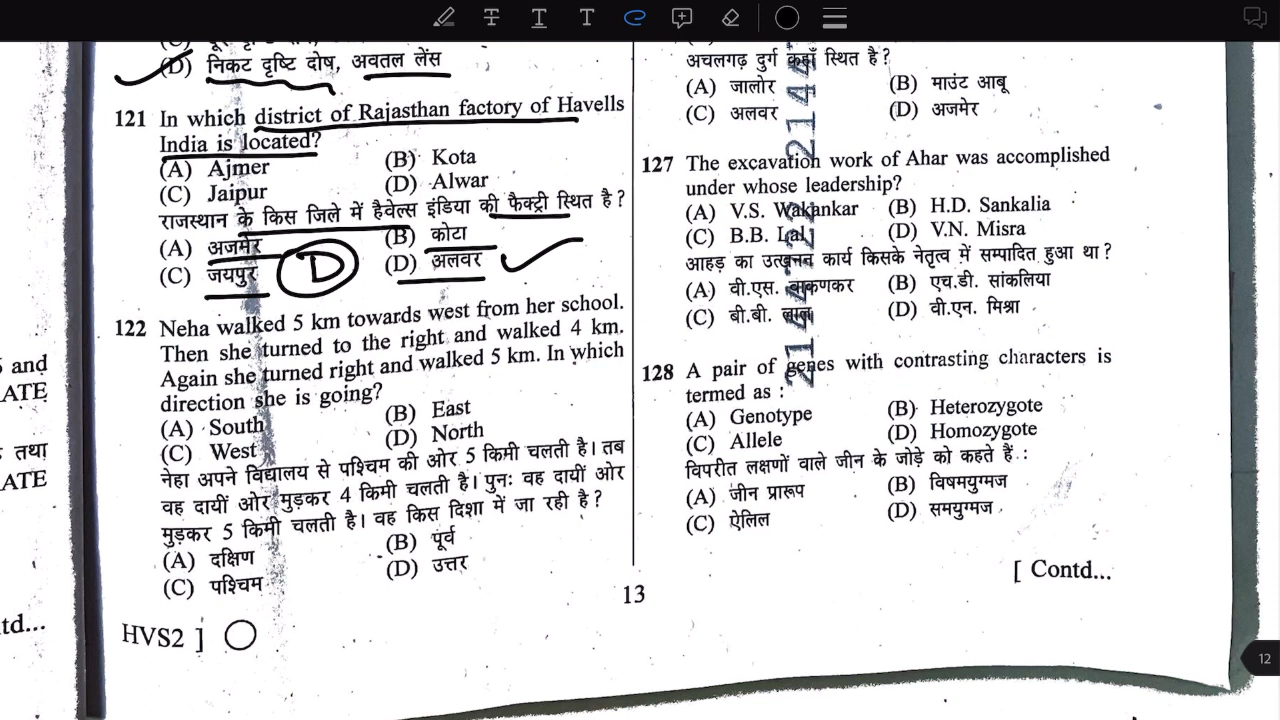 (D) निकट दृष्टि दोष, अवतल लेंस
121 In which district of Rajasthan factory of Havells
India is located?
(A) Ajmer (B) Kota
(C) Jaipur (D) Alwar
राजस्थान के किस जिले में हैवेल्स इंडिया की फैक्ट्री स्थित है?
(A) अजमेर (B) कोटा
(C) जयपुर D (D) अलवर
122 Neha walked 5 km towards west from her school.
Then she turned to the right and walked 4 km.
Again she turned right and walked 5 km. In which
direction she is going?
(A) South (B) East
(C) West (D) North
नेहा अपने विद्यालय से पश्चिम की ओर 5 किमी चलती है। तब
वह दायीं ओर मुड़कर 4 किमी चलती है। पुनः वह दायीं ओर
मुड़कर 5 किमी चलती है। वह किस दिशा में जा रही है?
(A) दक्षिण (B) पूर्व
(C) पश्चिम (D) उत्तर
HVS2 ]
13
and
ATE
तथा
ATE
td...
अचलगढ़ दुर्ग कहाँ स्थित है?
(A) जालोर (B) माउंट आबू
(C) अलवर (D) अजमेर
127 The excavation work of Ahar was accomplished
under whose leadership?
(A) V.S. Wakankar (B) H.D. Sankalia
(C) B.B. Lal (D) V.N. Misra
आहड़ का उत्खनन कार्य किसके नेतृत्व में सम्पादित हुआ था?
(A) वी.एस. वाकणकर (B) एच.डी. सांकलिया
(C) बी.बी. लाल (D) वी.एन. मिश्रा
128 A pair of genes with contrasting characters is
termed as :
(A) Genotype (B) Heterozygote
(C) Allele (D) Homozygote
विपरीत लक्षणों वाले जीन के जोड़े को कहते हैं :
(A) जीन प्रारूप (B) विषमयुग्मज
(C) ऐलिल (D) समयुग्मज
[ Contd...
12